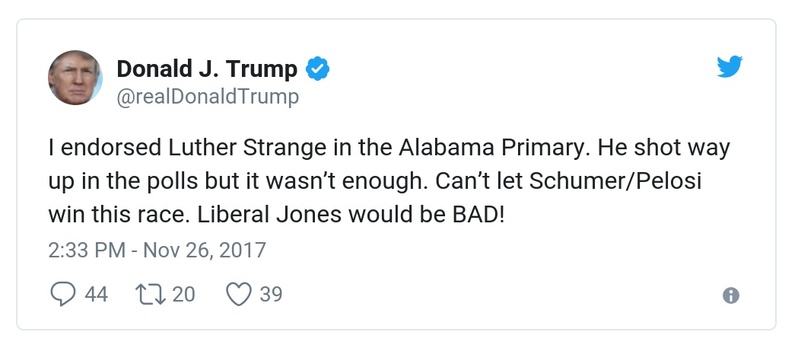 Donald J. Trump
@realDonaldTrump
I endorsed Luther Strange in the Alabama Primary. He shot way
up in the polls but it wasn’t enough. Can’t let Schumer/Pelosi
win this race. Liberal Jones would be BAD!
2:33 PM - Nov 26, 2017
44 20 39